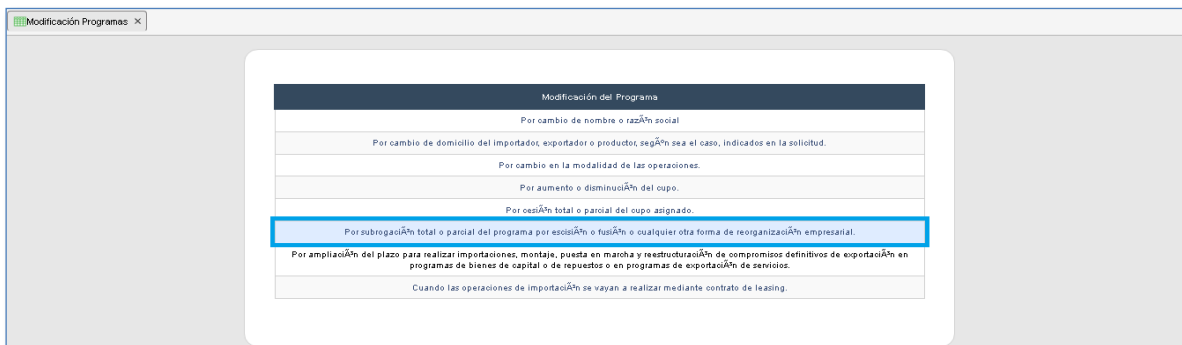 Modificación Programas ×
Modificación del Programa
Por cambio de nombre o razÃ³n social
Por cambio de domicilio del importador, exportador o productor, segÃºn sea el caso, indicados en la solicitud.
Por cambio en la modalidad de las operaciones.
Por aumento o disminuciÃ³n del cupo.
Por cesiÃ³n total o parcial del cupo asignado.
Por subrogaciÃ³n total o parcial del programa por escisiÃ³n o fusiÃ³n o cualquier otra forma de reorganizaciÃ³n empresarial.
Por ampliaciÃ³n del plazo para realizar importaciones, montaje, puesta en marcha y reestructuraciÃ³n de compromisos definitivos de exportaciÃ³n en
programas de bienes de capital o de repuestos o en programas de exportaciÃ³n de servicios.
Cuando las operaciones de importaciÃ³n se vayan a realizar mediante contrato de leasing.